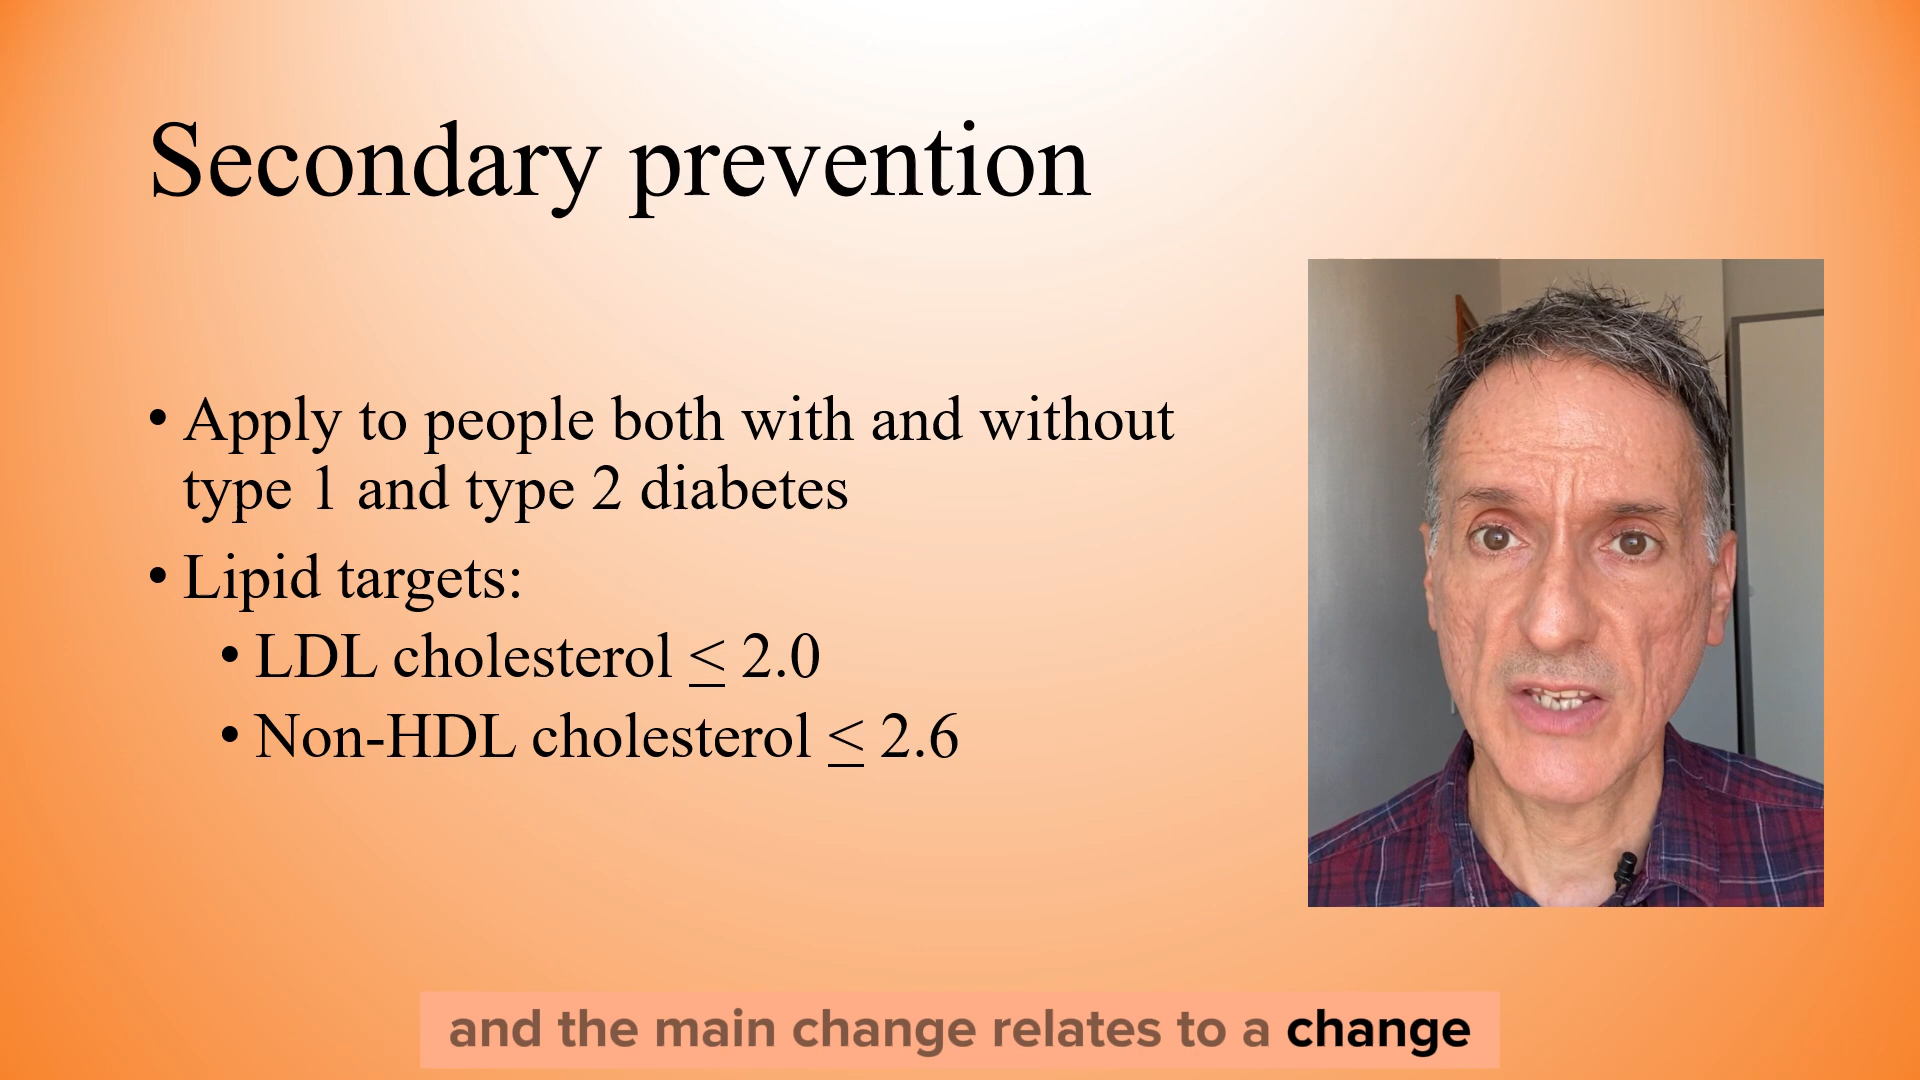 Secondary prevention
• Apply to people both with and without
type 1 and type 2 diabetes
• Lipid targets:
• LDL cholesterol ≤ 2.0
• Non-HDL cholesterol ≤ 2.6
and the main change relates to a change